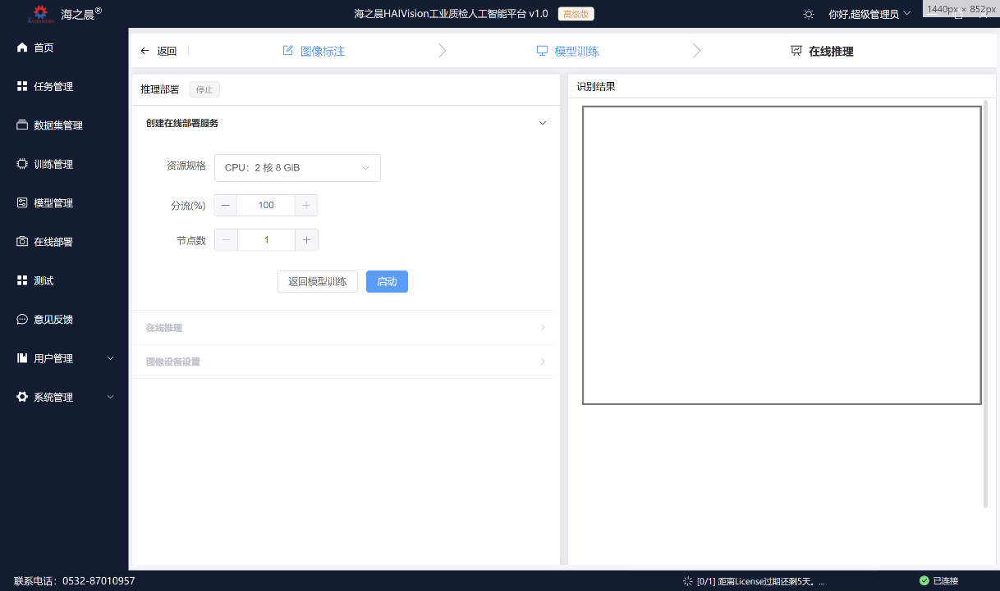 海之晨®
海之晨HAIVision工业质检人工智能平台 v1.0
高级版
你好,超级管理员
1440px × 852px
首页
任务管理
数据集管理
训练管理
模型管理
在线部署
测试
意见反馈
用户管理
系统管理
返回
图像标注
模型训练
在线推理
推理部署
停止
创建在线部署服务
资源规格
CPU：2 核 8 GiB
分流(%)
100
节点数
1
返回模型训练
启动
在线推理
图像设备设置
识别结果
联系电话：0532-87010957
[0/1] 距离License过期还剩5天。...
已连接